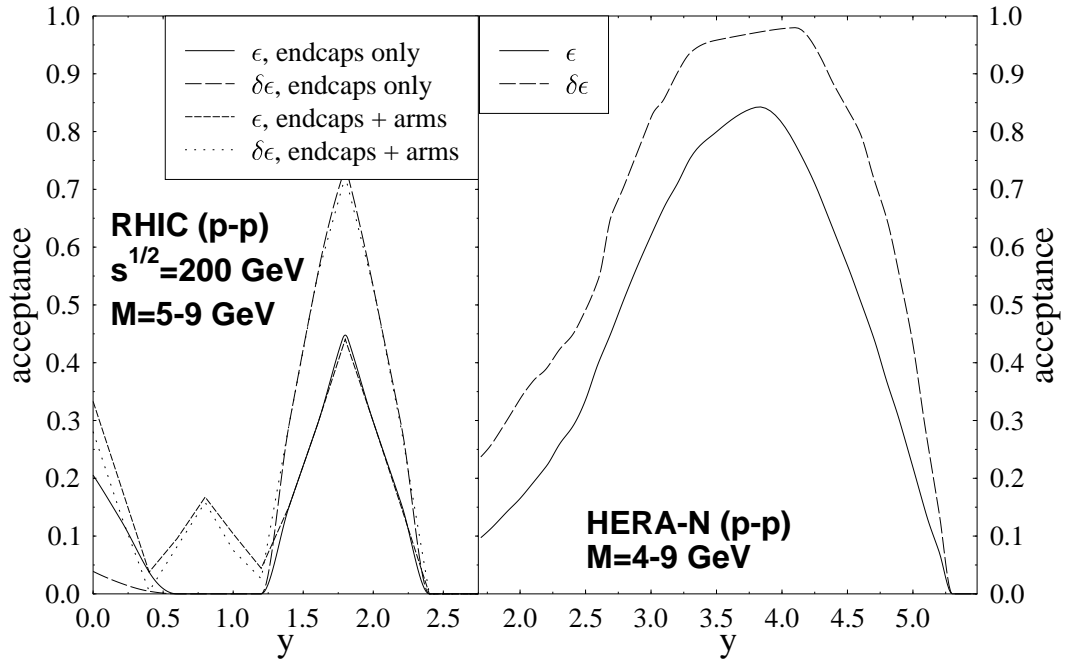 1.0
0.9
0.8
0.7
0.6
0.5
0.4
0.3
0.2
0.1
0.0
acceptance
ϵ, endcaps only
δϵ, endcaps only
ϵ, endcaps + arms
δϵ, endcaps + arms
RHIC (p-p)
s^1/2=200 GeV
M=5-9 GeV
0.0 0.5 1.0 1.5 2.0 2.5
y
ϵ
δϵ
HERA-N (p-p)
M=4-9 GeV
2.0 2.5 3.0 3.5 4.0 4.5 5.0
y
1.0
0.9
0.8
0.7
0.6
0.5
0.4
0.3
0.2
0.1
0.0
acceptance